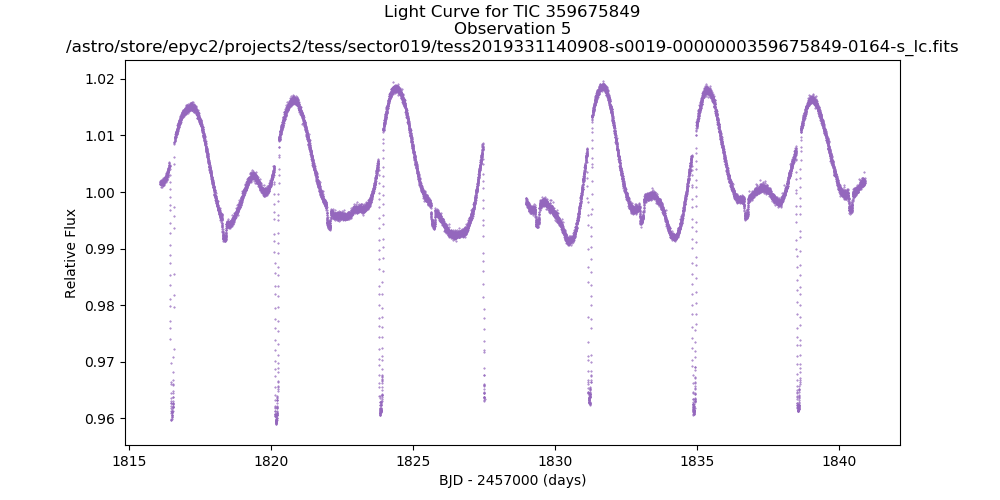 Light Curve for TIC 359675849
Observation 5
/astro/store/epyc2/projects2/tess/sector019/tess2019331140908-s0019-0000000359675849-0164-s_lc.fits
1.02
1.01
1.00
0.99
0.98
0.97
0.96
Relative Flux
1815
1820
1825
1830
1835
1840
BJD - 2457000 (days)